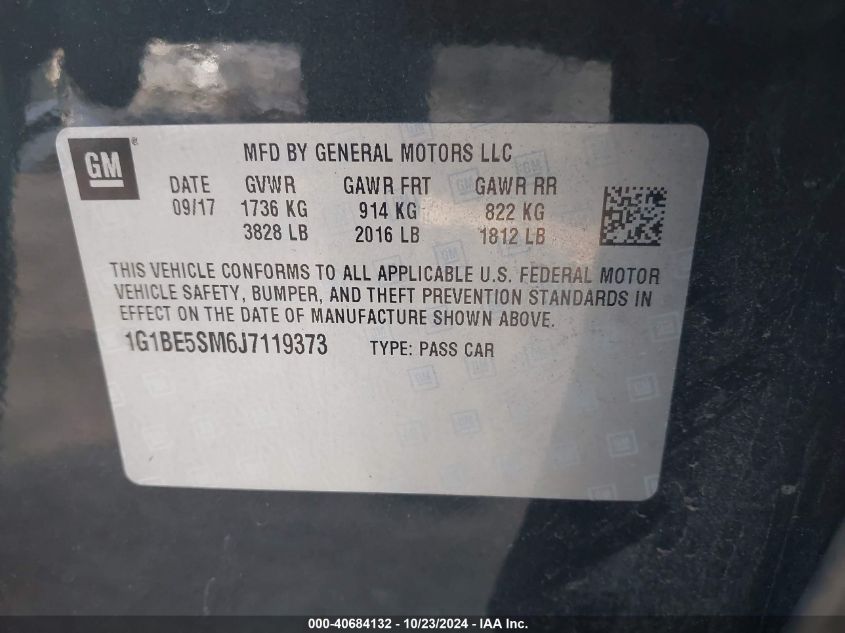 GM
MFD BY GENERAL MOTORS LLC
DATE GVWR GAWR FRT GAWR RR
09/17 1736 KG 914 KG 822 KG
3828 LB 2016 LB 1812 LB
THIS VEHICLE CONFORMS TO ALL APPLICABLE U.S. FEDERAL MOTOR
VEHICLE SAFETY, BUMPER, AND THEFT PREVENTION STANDARDS IN
EFFECT ON THE DATE OF MANUFACTURE SHOWN ABOVE.
1G1BE5SM6J7119373 TYPE: PASS CAR
000-40684132 - 10/23/2024 - IAA Inc.